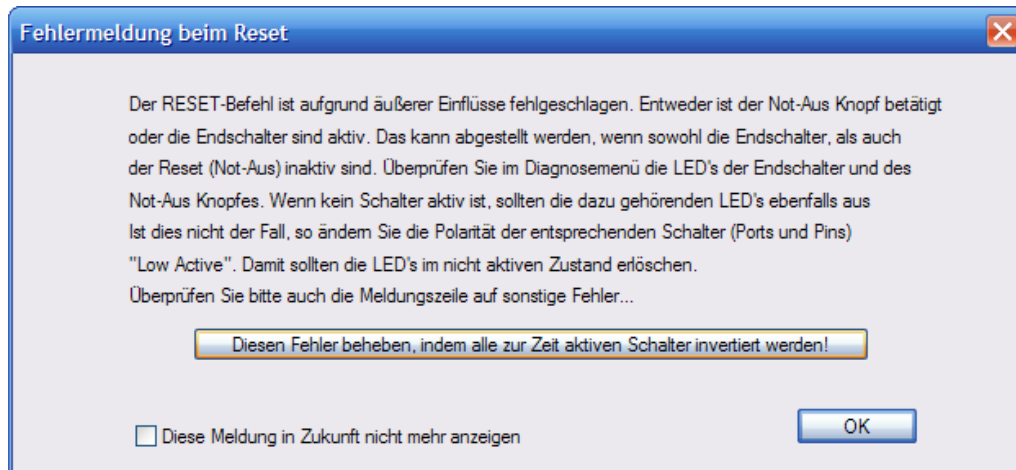 Fehlermeldung beim Reset
Der RESET-Befehl ist aufgrund äußerer Einflüsse fehlgeschlagen. Entweder ist der Not-Aus Knopf betätigt
oder die Endschalter sind aktiv. Das kann abgestellt werden, wenn sowohl die Endschalter, als auch
der Reset (Not-Aus) inaktiv sind. Überprüfen Sie im Diagnosemenü die LED's der Endschalter und des
Not-Aus Knopfes. Wenn kein Schalter aktiv ist, sollten die dazu gehörenden LED's ebenfalls aus
Ist dies nicht der Fall, so ändern Sie die Polarität der entsprechenden Schalter (Ports und Pins)
"Low Active". Damit sollten die LED's im nicht aktiven Zustand erlöschen.
Überprüfen Sie bitte auch die Meldungszeile auf sonstige Fehler...
Diesen Fehler beheben, indem alle zur Zeit aktiven Schalter invertiert werden!
Diese Meldung in Zukunft nicht mehr anzeigen
OK